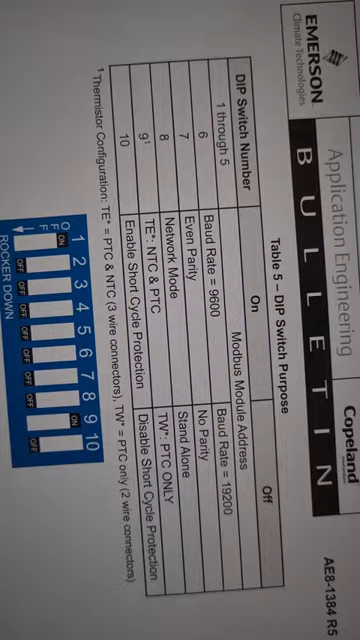 EMERSON
Climate Technologies
Application Engineering
BULLETIN
Copeland
AE8-1384 R5
Table 5 – DIP Switch Purpose
DIP Switch Number On Off
1 through 5 Modbus Module Address
6 Baud Rate = 9600 Baud Rate = 19200
7 Even Parity No Parity
8 Network Mode Stand Alone
9¹ TE*: NTC & PTC TW*: PTC ONLY
10 Enable Short Cycle Protection Disable Short Cycle Protection
¹ Thermistor Configuration: TE* = PTC & NTC (3 wire connectors), TW* = PTC only (2 wire connectors)
1 2 3 4 5 6 7 8 9 10
OFF
ON OFF OFF OFF OFF OFF OFF OFF ON OFF
ROCKER DOWN